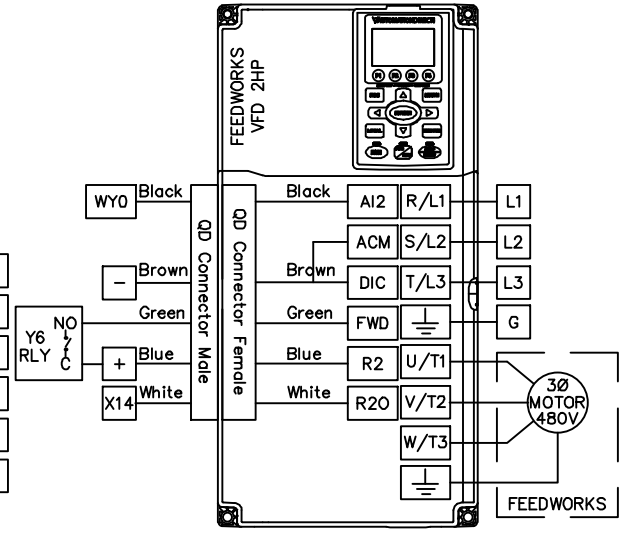 FEEDWORKS
VFD 2HP
WY0
Black
Black
AI2
R/L1
L1
ACM
S/L2
L2
–
Brown
Brown
DIC
T/L3
L3
Y6
RLY
NO
C
Green
Green
FWD
G
+
Blue
Blue
R2
U/T1
X14
White
White
R2O
V/T2
W/T3
QD Connector Male
QD Connector Female
3Ø
MOTOR
480V
FEEDWORKS